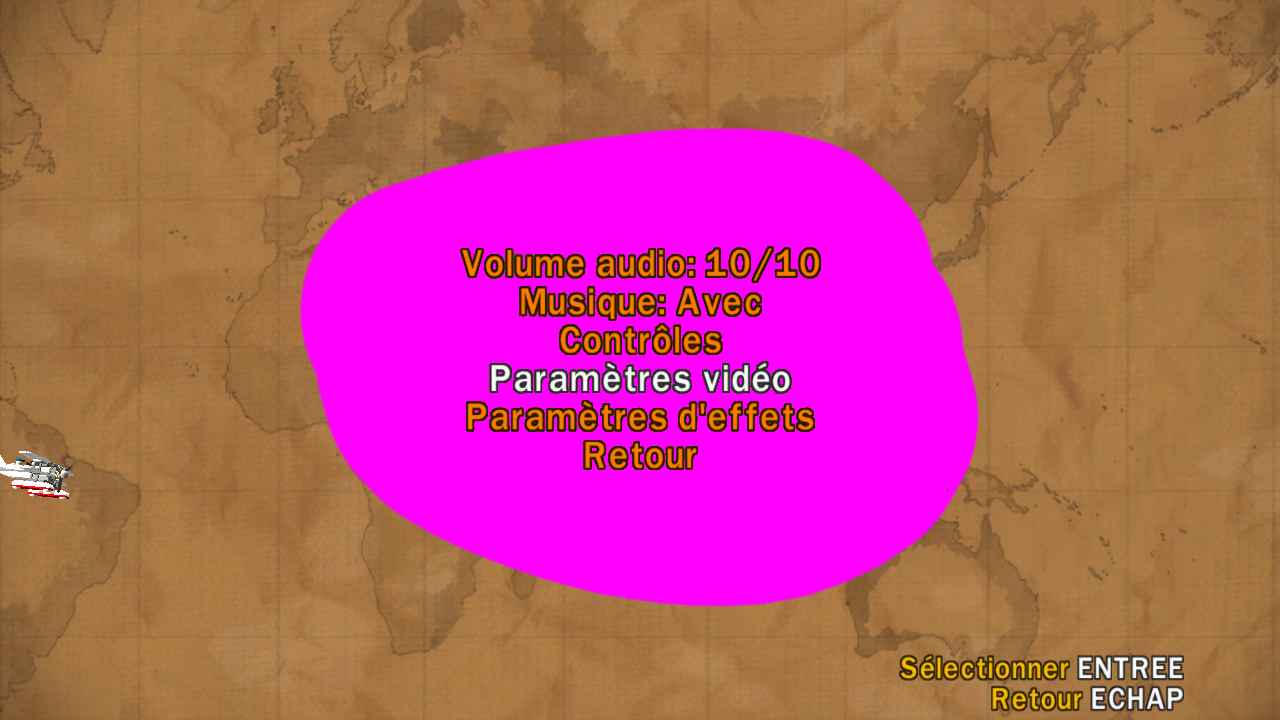 Volume audio: 10/10
Musique: Avec
Contrôles
Paramètres vidéo
Paramètres d'effets
Retour
Sélectionner ENTREE
Retour ECHAP